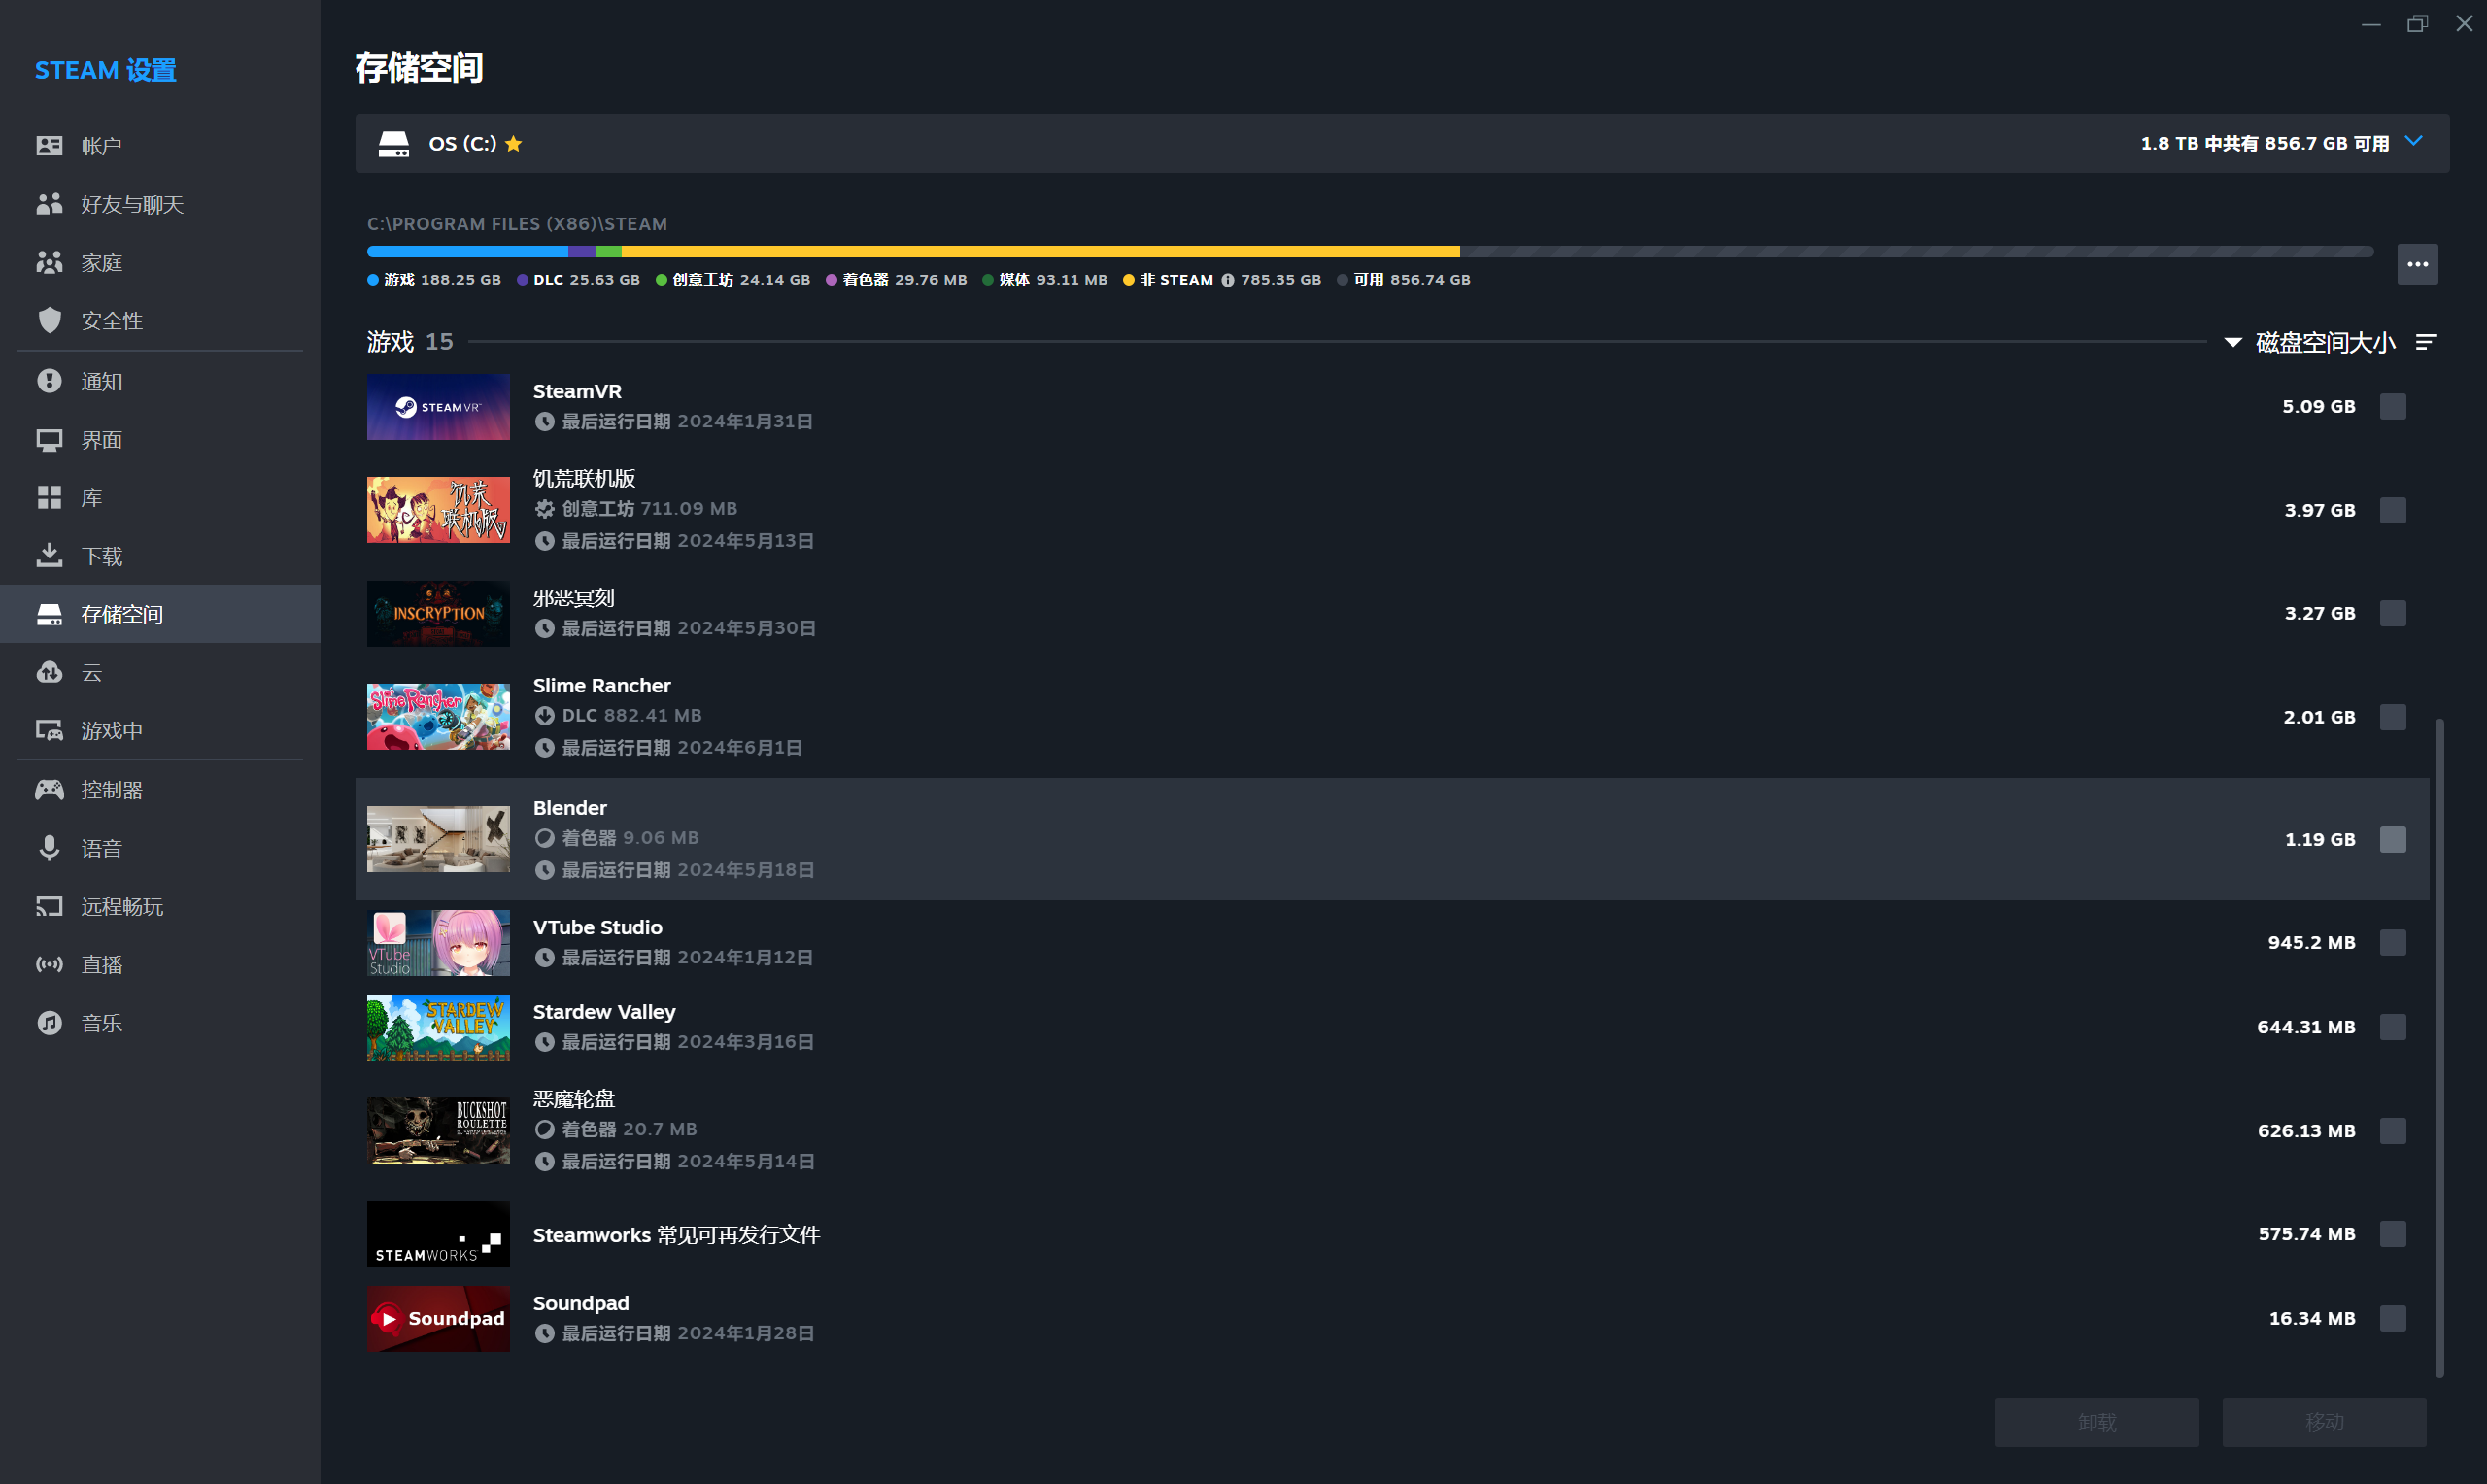 STEAM 设置
帐户
好友与聊天
家庭
安全性
通知
界面
库
下载
存储空间
云
游戏中
控制器
语音
远程畅玩
直播
音乐
存储空间
OS (C:)
1.8 TB 中共有 856.7 GB 可用
C:\PROGRAM FILES (X86)\STEAM
游戏 188.25 GB DLC 25.63 GB 创意工坊 24.14 GB 着色器 29.76 MB 媒体 93.11 MB 非 STEAM 785.35 GB 可用 856.74 GB
游戏 15
磁盘空间大小
STEAMVR
SteamVR
最后运行日期 2024年1月31日
5.09 GB
饥荒
联机版
饥荒联机版
创意工坊 711.09 MB
最后运行日期 2024年5月13日
3.97 GB
INSCRYPTION
邪恶冥刻
最后运行日期 2024年5月30日
3.27 GB
Slime Rancher
Slime Rancher
DLC 882.41 MB
最后运行日期 2024年6月1日
2.01 GB
Blender
着色器 9.06 MB
最后运行日期 2024年5月18日
1.19 GB
VTube
Studio
VTube Studio
最后运行日期 2024年1月12日
945.2 MB
STARDEW
VALLEY
Stardew Valley
最后运行日期 2024年3月16日
644.31 MB
BUCKSHOT
ROULETTE
恶魔轮盘
着色器 20.7 MB
最后运行日期 2024年5月14日
626.13 MB
STEAMWORKS
Steamworks 常见可再发行文件
575.74 MB
Soundpad
Soundpad
最后运行日期 2024年1月28日
16.34 MB
卸载
移动